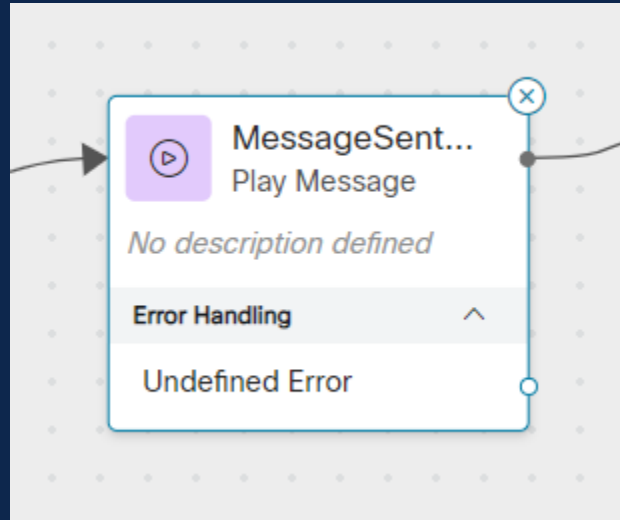 MessageSent...
Play Message
No description defined
Error Handling
Undefined Error